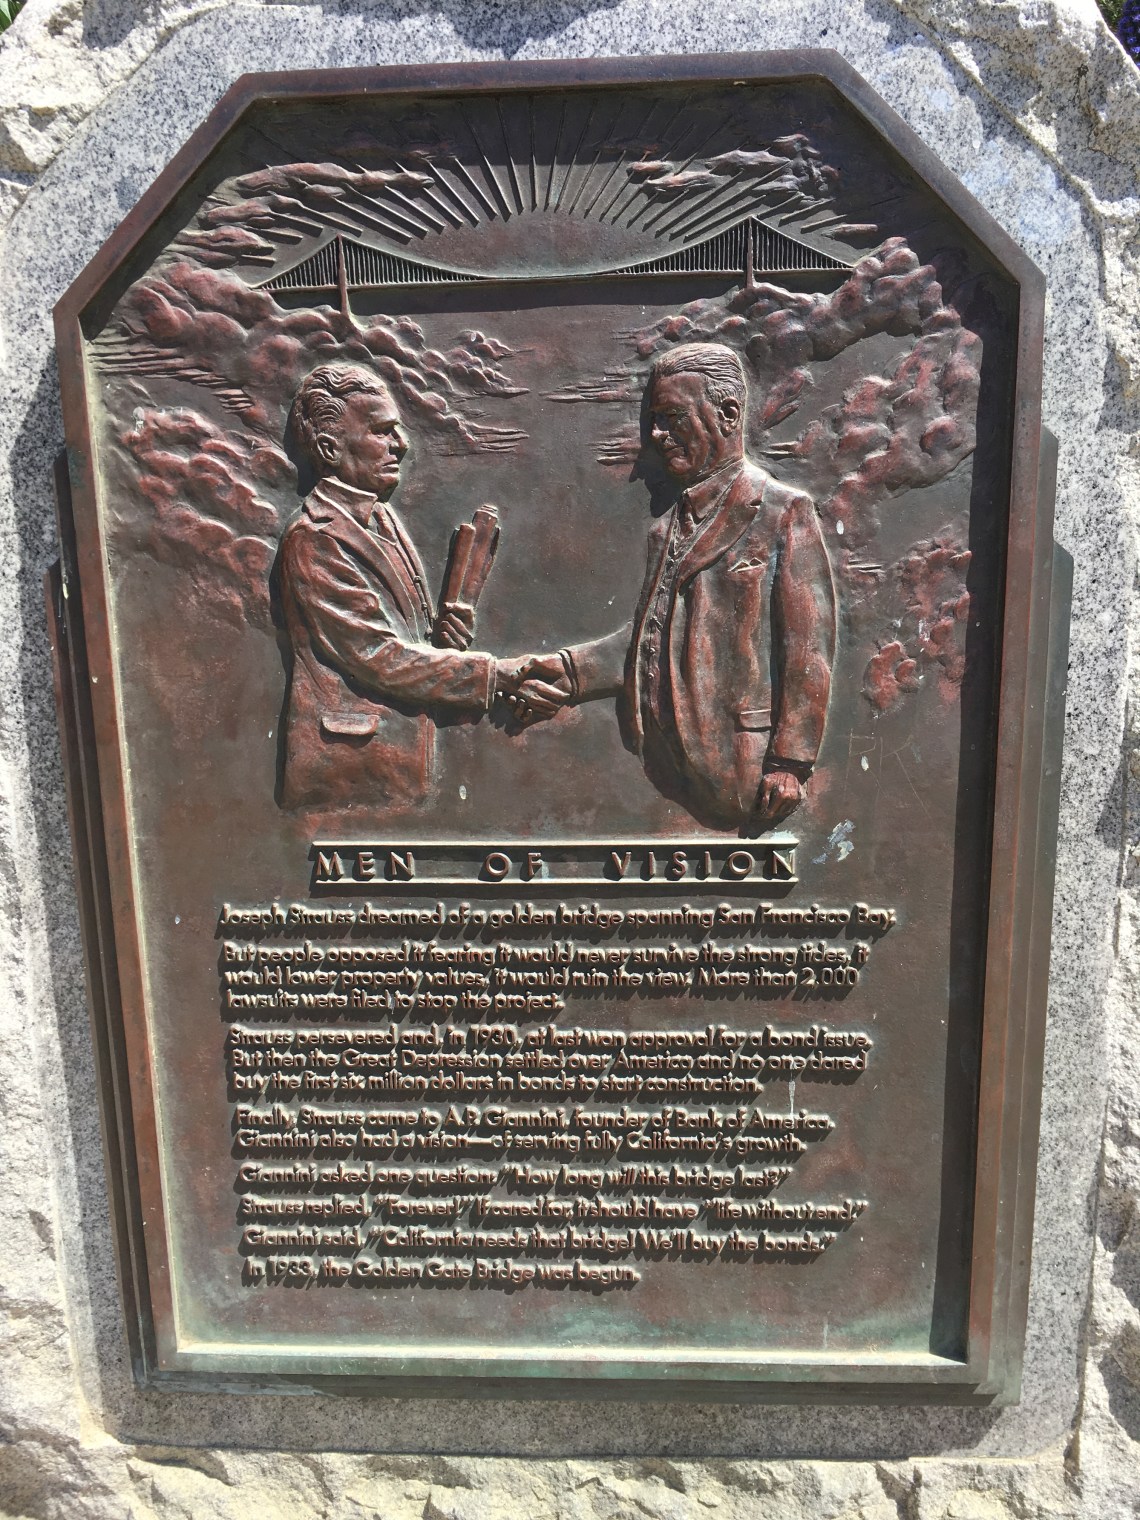 MEN OF VISION
Joseph Strauss dreamed of a golden bridge spanning San Francisco Bay.
But people opposed it fearing it would never survive the strong tides, it
would lower property values, it would ruin the view. More than 2,000
lawsuits were filed to stop the project.
Strauss persevered and, in 1930, at last won approval for a bond issue.
But then the Great Depression settled over America and no one dared
buy the first six million dollars in bonds to start construction.
Finally, Strauss came to A.P. Giannini, founder of Bank of America.
Giannini also had a vision—of serving fully California's growth.
Giannini asked one question. "How long will this bridge last?"
Strauss replied, "Forever!" If cared for, it should have "life without end."
Giannini said, "California needs that bridge! We'll buy the bonds."
In 1933, the Golden Gate Bridge was begun.